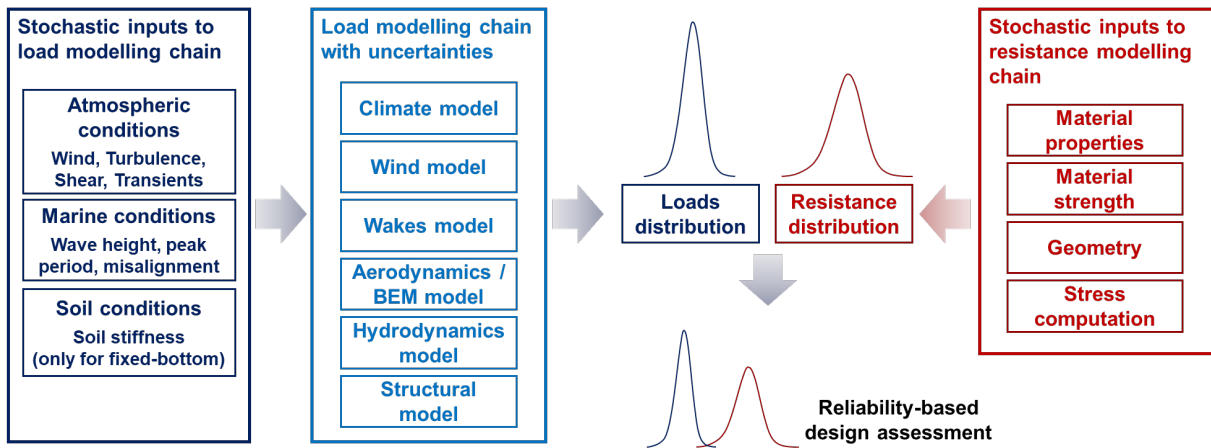 Stochastic inputs to
load modelling chain
Atmospheric
conditions
Wind, Turbulence,
Shear, Transients
Marine conditions
Wave height, peak
period, misalignment
Soil conditions
Soil stiffness
(only for fixed-bottom)
Load modelling chain
with uncertainties
Climate model
Wind model
Wakes model
Aerodynamics /
BEM model
Hydrodynamics
model
Structural
model
Loads
distribution
Resistance
distribution
Reliability-based
design assessment
Stochastic inputs to
resistance modelling
chain
Material
properties
Material
strength
Geometry
Stress
computation